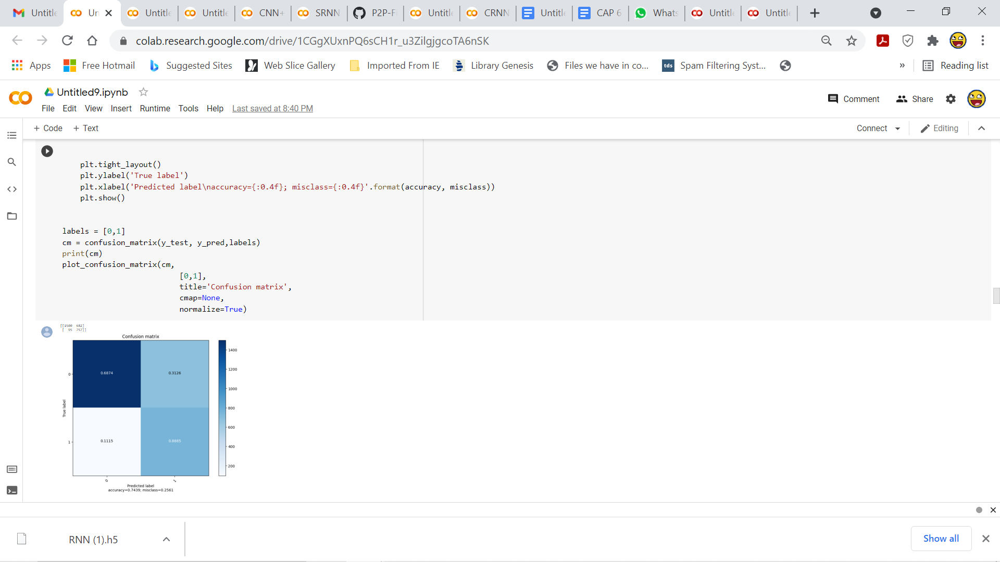 Untitle
Un
Untitle
Untitle
CNN+
SRNN
P2P-Fi
Untitle
CRNN
Untitle
CAP 6
Whats
Untitle
Untitle
colab.research.google.com/drive/1CGgXUxnPQ6sCH1r_u3ZilgjgcoTA6nSK
Apps
Free Hotmail
Suggested Sites
Web Slice Gallery
Imported From IE
Library Genesis
Files we have in co...
tds
Spam Filtering Syst...
»
Reading list
Untitled9.ipynb
Comment
Share
File Edit View Insert Runtime Tools Help Last saved at 8:40 PM
+ Code + Text
Connect
Editing
plt.tight_layout()
plt.ylabel('True label')
plt.xlabel('Predicted label\naccuracy={:0.4f}; misclass={:0.4f}'.format(accuracy, misclass))
plt.show()
labels = [0,1]
cm = confusion_matrix(y_test, y_pred,labels)
print(cm)
plot_confusion_matrix(cm,
[0,1],
title='Confusion matrix',
cmap=None,
normalize=True)
[[1500 682]
[ 95 757]]
Confusion matrix
0.6874
0.3126
0.1115
0.8885
0
1
True label
0
1
Predicted label
accuracy=0.7439; misclass=0.2561
1400
1200
1000
800
600
400
200
RNN (1).h5
Show all